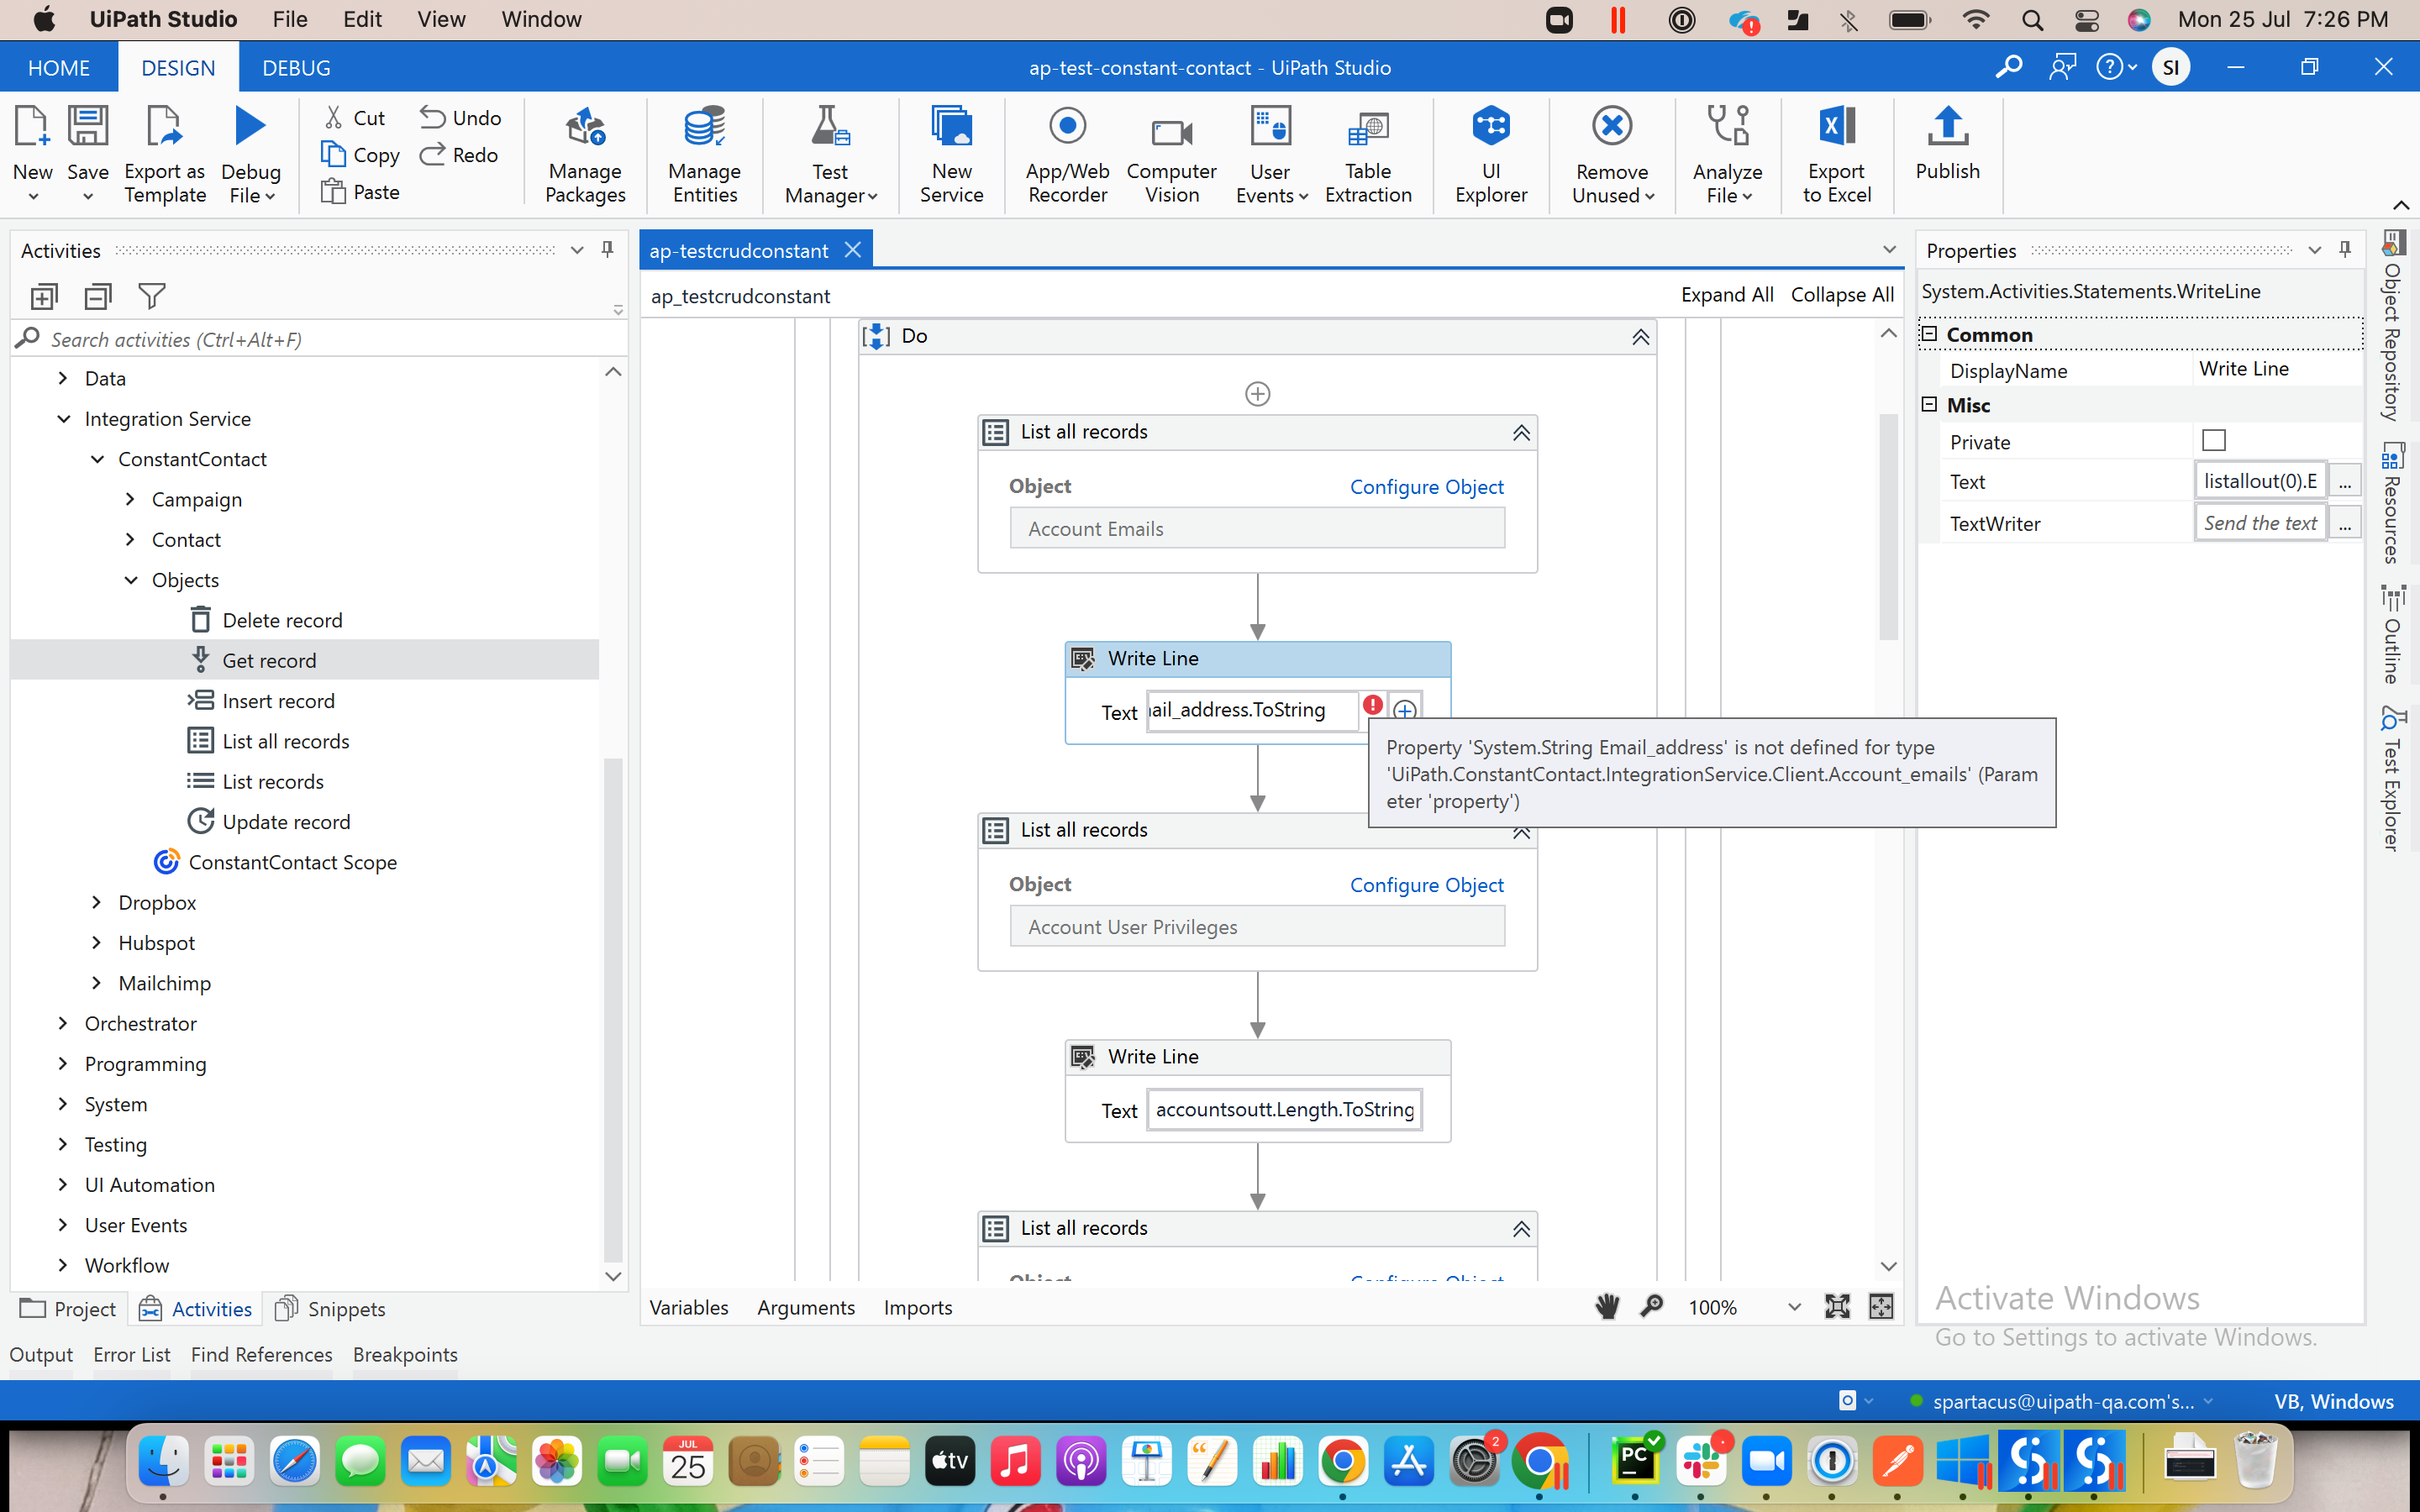 UiPath Studio File Edit View Window
Mon 25 Jul 7:26 PM
HOME DESIGN DEBUG
ap-test-constant-contact - UiPath Studio
SI
New
Save
Export as Template
Debug File
Cut
Copy
Paste
Undo
Redo
Manage Packages
Manage Entities
Test Manager
New Service
App/Web Recorder
Computer Vision
User Events
Table Extraction
UI Explorer
Remove Unused
Analyze File
Export to Excel
Publish
Activities
Search activities (Ctrl+Alt+F)
Data
Integration Service
ConstantContact
Campaign
Contact
Objects
Delete record
Get record
Insert record
List all records
List records
Update record
ConstantContact Scope
Dropbox
Hubspot
Mailchimp
Orchestrator
Programming
System
Testing
UI Automation
User Events
Workflow
Project Activities Snippets
Output Error List Find References Breakpoints
ap-testcrudconstant
ap_testcrudconstant
Expand All Collapse All
Do
List all records
Object Configure Object
Account Emails
Write Line
Text ail_address.ToString
Property 'System.String Email_address' is not defined for type
'UiPath.ConstantContact.IntegrationService.Client.Account_emails' (Param
eter 'property')
List all records
Object Configure Object
Account User Privileges
Write Line
Text accountsoutt.Length.ToString
List all records
Object Configure Object
Variables Arguments Imports
100%
Properties
System.Activities.Statements.WriteLine
Common
DisplayName Write Line
Misc
Private
Text listallout(0).E ...
TextWriter Send the text ...
Object Repository
Resources
Outline
Test Explorer
Activate Windows
Go to Settings to activate Windows.
spartacus@uipath-qa.com's...
VB, Windows
JUL
25
tv
2
PC